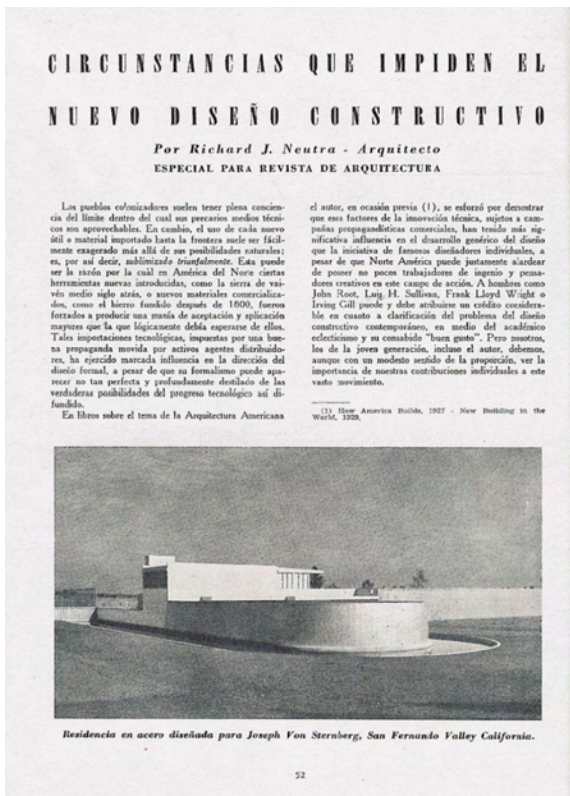 CIRCUNSTANCIAS QUE IMPIDEN EL
NUEVO DISEÑO CONSTRUCTIVO
Por Richard J. Neutra - Arquitecto
ESPECIAL PARA REVISTA DE ARQUITECTURA
Los pueblos colonizadores suelen tener plena concien-
cia del límite dentro del cual sus precarios medios técni-
cos son aprovechables. En cambio, el uso de cada nuevo
útil o material importado hasta la frontera suele ser fácil-
mente exagerado más allá de sus posibilidades naturales;
es, por así decir, sublimizado triunfalmente. Esta puede
ser la razón por la cual en América del Norte ciertas
herramientas nuevas introducidas, como la sierra de vai-
vén medio siglo atrás, o nuevos materiales comercializa-
dos, como el hierro fundido después de 1800, fueron
forzados a producir una manía de aceptación y aplicación
mayores que la que lógicamente debía esperarse de ellos.
Tales importaciones tecnológicas, impuestas por una bue-
na propaganda movida por activos agentes distribuido-
res, ha ejercido marcada influencia en la dirección del
diseño formal, a pesar de que su formalismo puede apa-
recer no tan perfecta y profundamente destilado de las
verdaderas posibilidades del progreso tecnológico así di-
fundido.
En libros sobre el tema de la Arquitectura Americana
el autor, en ocasión previa (1), se esforzó por demostrar
que esos factores de la innovación técnica, sujetos a cam-
pañas propagandísticas comerciales, han tenido más sig-
nificativa influencia en el desarrollo genérico del diseño
que la iniciativa de famosos diseñadores individuales, a
pesar de que Norte América puede justamente alardear
de poseer no pocos trabajadores de ingenio y pensa-
dores creativos en este campo de acción. A hombres como
John Root, Luig. H. Sullivan, Frank Lloyd Wright o
Irving Gill puede y debe atribuirse un crédito considera-
ble en cuanto a clarificación del problema del diseño
constructivo contemporáneo, en medio del académico
eclecticismo y su consabido "buen gusto". Pero nosotros,
los de la joven generación, incluso el autor, debemos,
aunque con un modesto sentido de la proporción, ver la
importancia de nuestras contribuciones individuales a este
vasto movimiento.
(1) How America Builds, 1927 - New Building in the
World, 1929.
Residencia en acero diseñada para Joseph Von Sternberg, San Fernando Valley California.
52